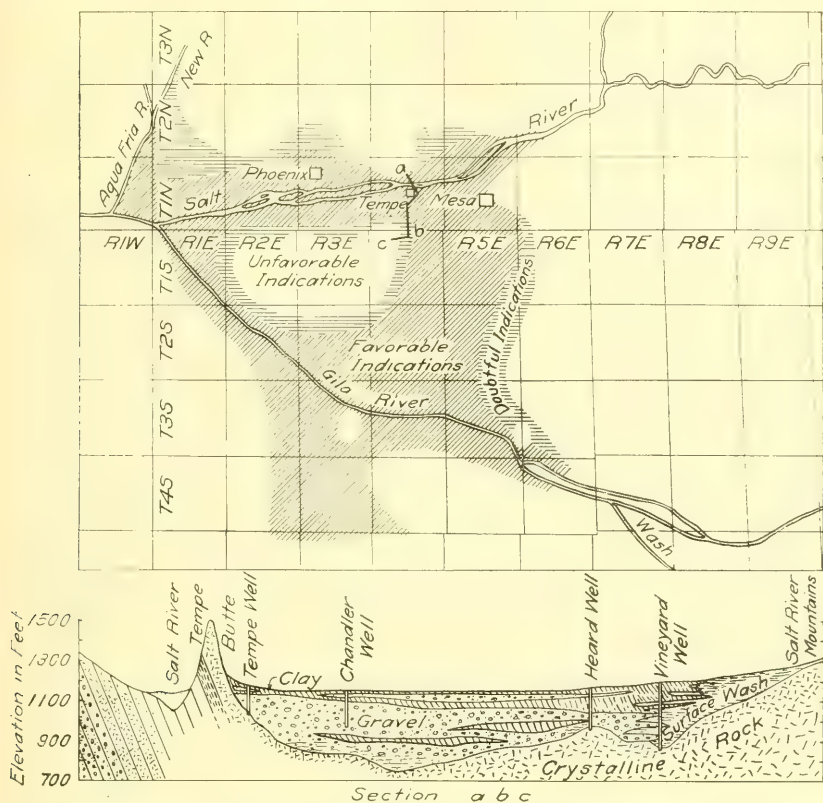 T3N
New R
T2N
Aqua Fria R.
T1N
River
Phoenix
a
Salt
Tempe
Mesa
b
c
R1W R1E R2E R3E R5E R6E R7E R8E R9E
T1S
Unfavorable
Indications
T2S
Doubtful Indications
Favorable
Indications
Gila
River
T3S
T4S
Wash
Elevation in Feet
1500
1300
1100
900
700
Salt River
Tempe
Butte
Tempe Well
Chandler
Well
Heard Well
Vineyard
Well
Salt River
Mountains
Clay
Gravel
Surface Wash
Rock
Crystalline
Section a b c